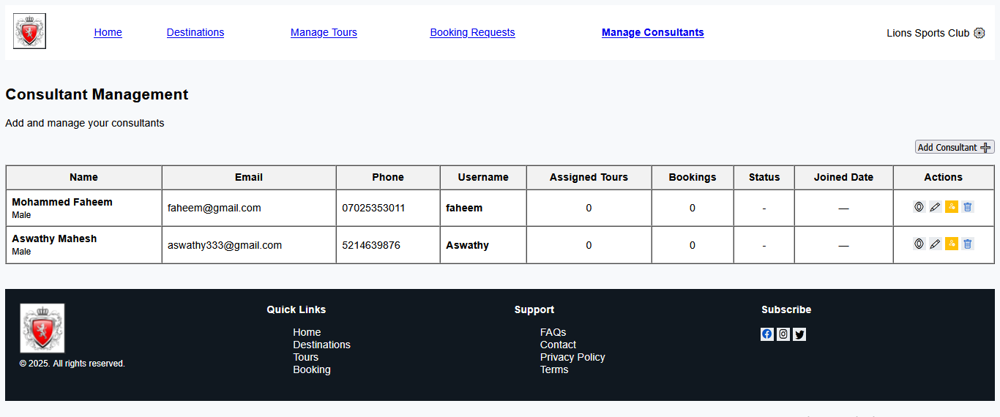 Home Destinations Manage Tours Booking Requests Manage Consultants Lions Sports Club
Consultant Management
Add and manage your consultants
Add Consultant
Name Email Phone Username Assigned Tours Bookings Status Joined Date Actions
Mohammed Faheem faheem@gmail.com 07025353011 faheem 0 0 - —
Male
Aswathy Mahesh aswathy333@gmail.com 5214639876 Aswathy 0 0 - —
Male
Quick Links Support Subscribe
Home FAQs
Destinations Contact
Tours Privacy Policy
Booking Terms
© 2025. All rights reserved.